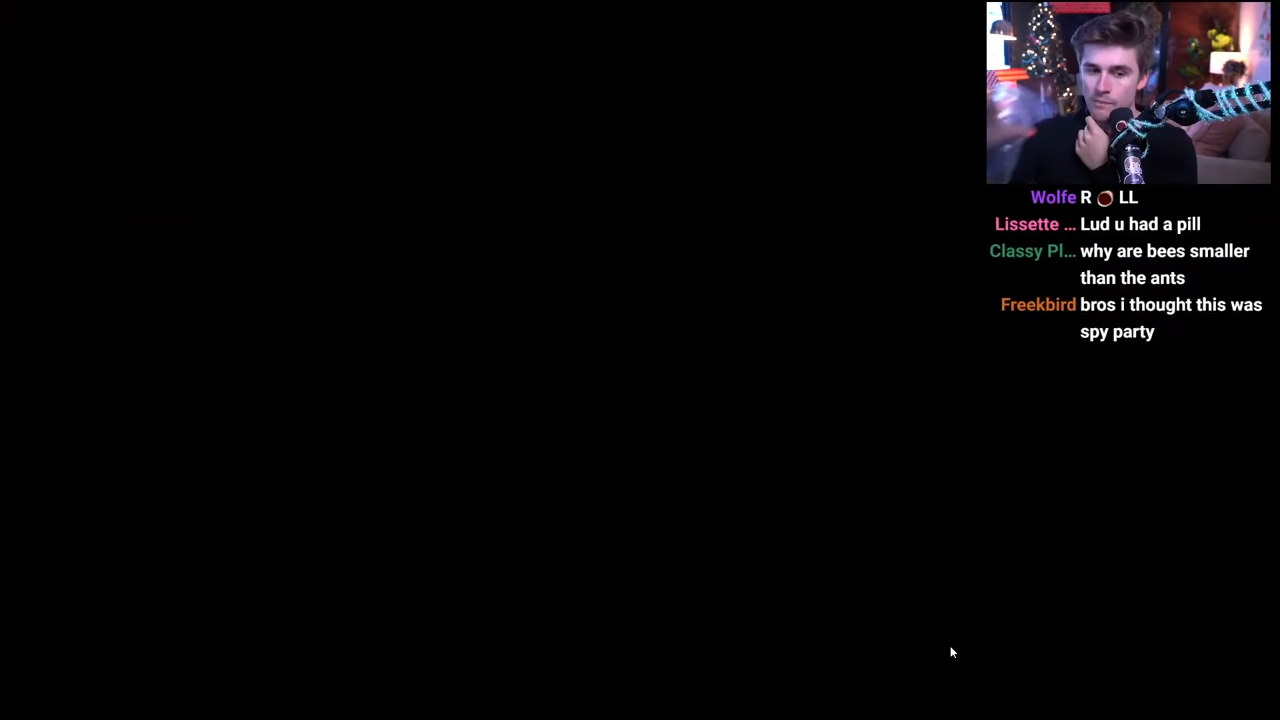 Wolfe R 🌰 LL
Lissette … Lud u had a pill
Classy Pl… why are bees smaller
than the ants
Freekbird bros i thought this was
spy party